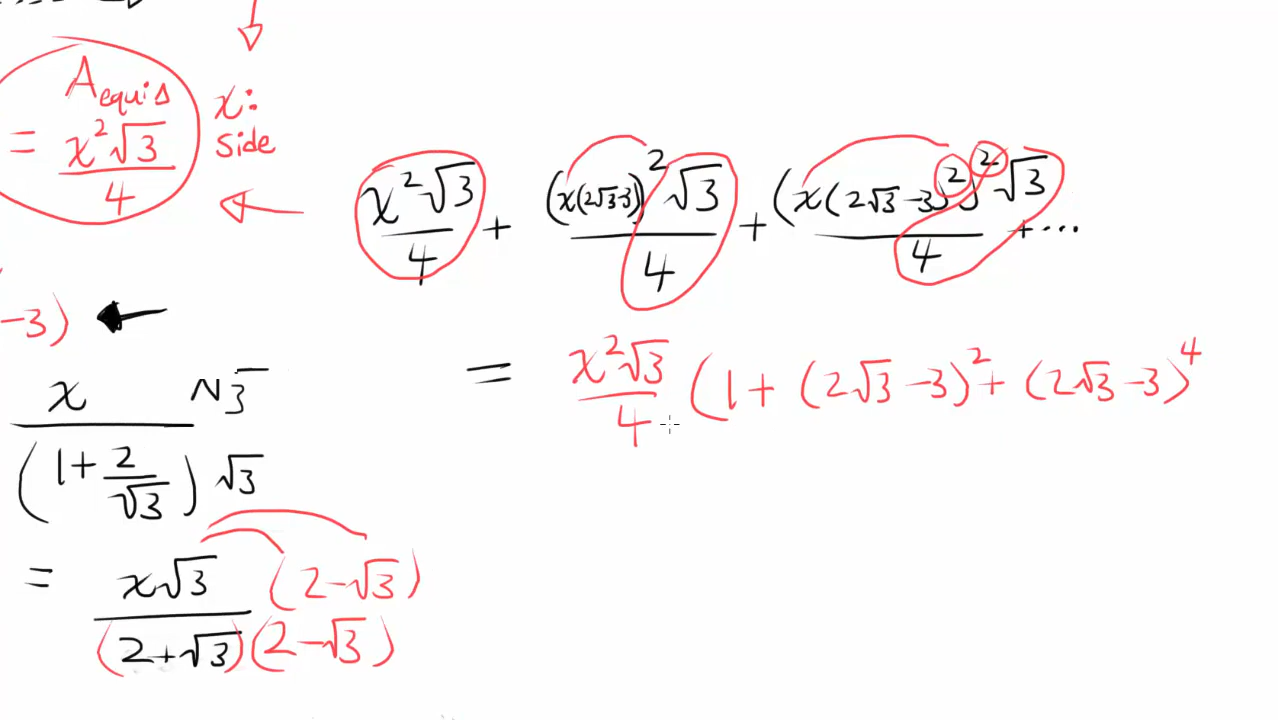 A equi△
= x²√3 / 4
x: side
x²√3 / 4 + (x(2√3-3))²√3 / 4 + (x(2√3-3)²)²√3 / 4 + ...
-3)
= x²√3 / 4 (1 + (2√3-3)² + (2√3-3)⁴
x √3 / (1 + 2/√3) √3
= x√3 (2-√3) / (2+√3)(2-√3)